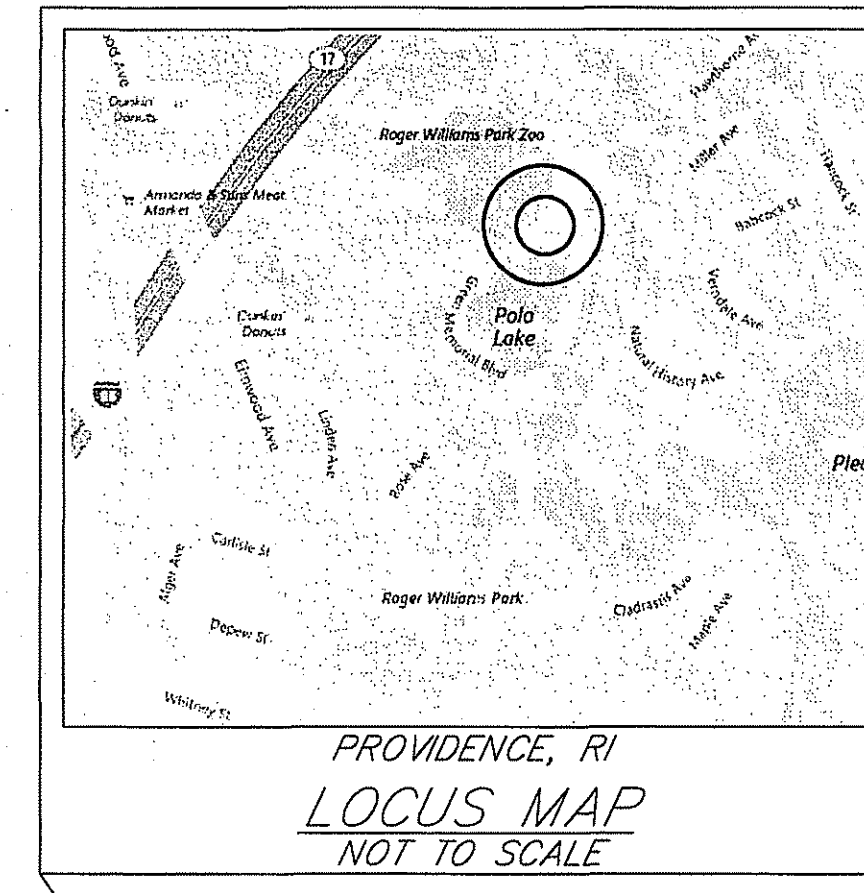 ood Ave
17
Hawthorne Av
Dunkin'
Donuts
Roger Williams Park Zoo
Miller Ave
Hancock St
Armando & Sons Meat
Market
Babcock St
Verndale Ave
Green Memorial Blvd
Polo
Lake
Dunkin'
Donuts
Natural History Ave
Elmwood Ave
Linden Ave
Rose Ave
Plea
Carlisle St
Alger Ave
Roger Williams Park
Cladrastis Ave
Maple Ave
Depew St
Whitney St
PROVIDENCE, RI
LOCUS MAP
NOT TO SCALE